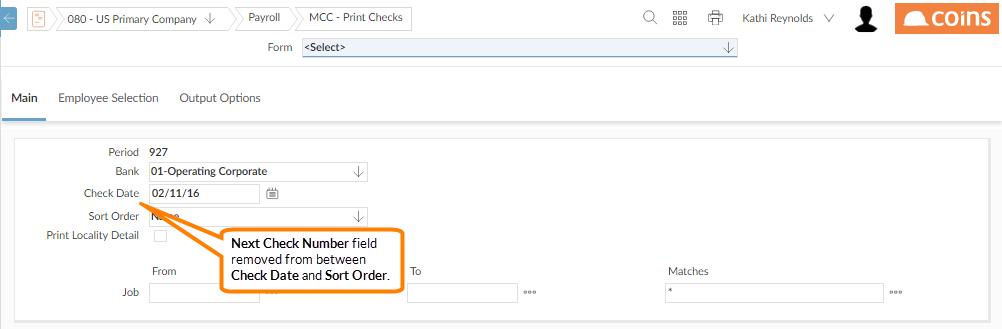 080 - US Primary Company Payroll MCC - Print Checks Kathi Reynolds coins
Form <Select>
Main Employee Selection Output Options
Period 927
Bank 01-Operating Corporate
Check Date 02/11/16
Sort Order
Print Locality Detail
Next Check Number field
removed from between
Check Date and Sort Order.
From To Matches
Job *